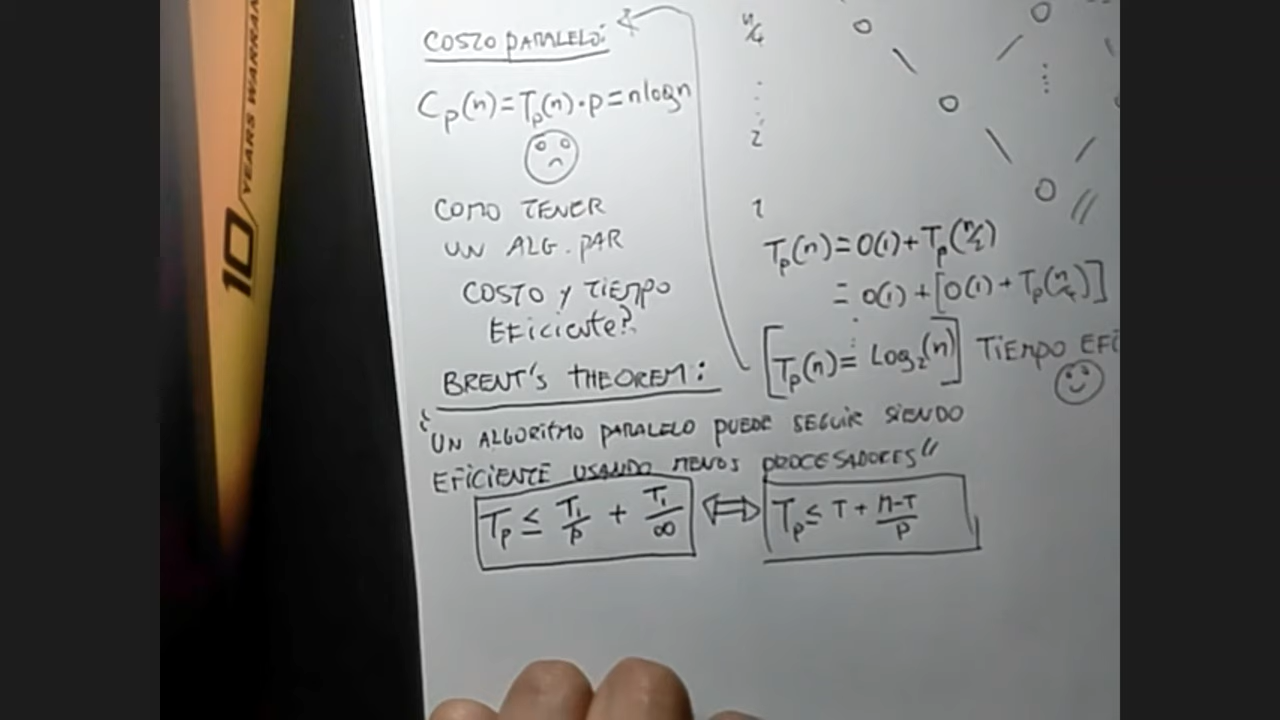 10 YEARS WARRAN
COSTO PARALELO:
Cp(n)=Tp(n)·p=nlogn
COMO TENER
UN ALG. PAR
COSTO Y TIEMPO
EFICIENTE?
BRENT'S THEOREM:
"UN ALGORITMO PARALELO PUEDE SEGUIR SIENDO
EFICIENTE USANDO MENOS PROCESADORES"
Tp ≤ T1/p + T1/∞ ⇔ Tp ≤ T + n-T/p
n/4
2
1
Tp(n)=O(1)+Tp(n/2)
= O(1)+[O(1)+Tp(n/4)]
[Tp(n)= Log2(n)] TIEMPO EFI